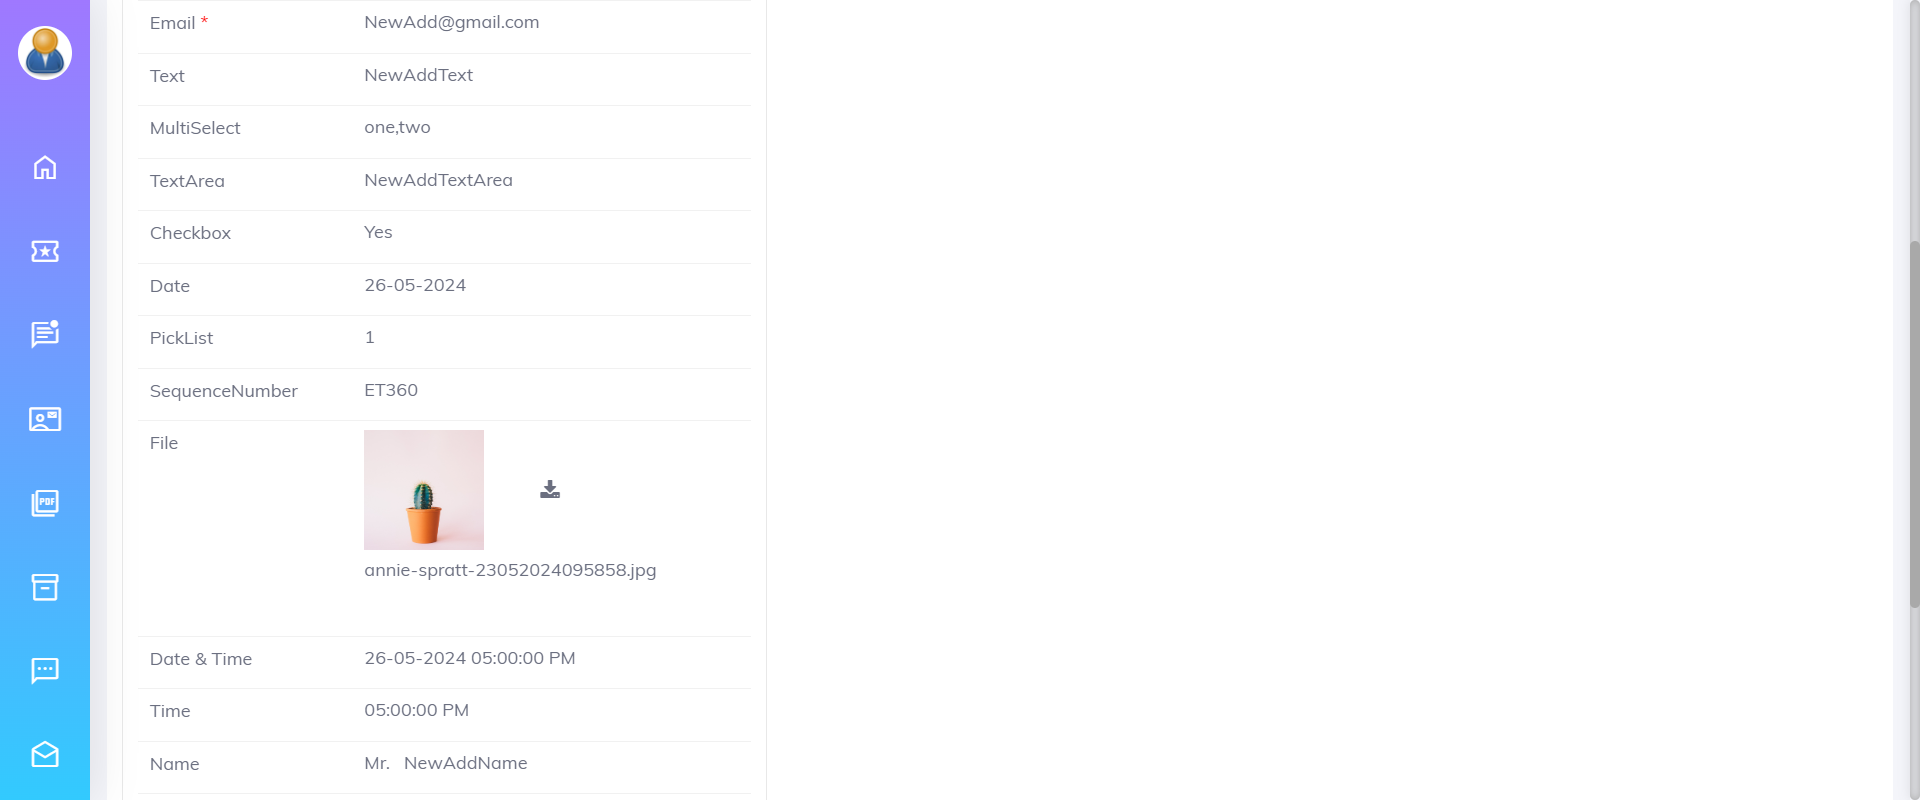 Email * NewAdd@gmail.com
Text NewAddText
MultiSelect one,two
TextArea NewAddTextArea
Checkbox Yes
Date 26-05-2024
PickList 1
SequenceNumber ET360
File
annie-spratt-23052024095858.jpg
PDF
Date & Time 26-05-2024 05:00:00 PM
Time 05:00:00 PM
Name Mr. NewAddName